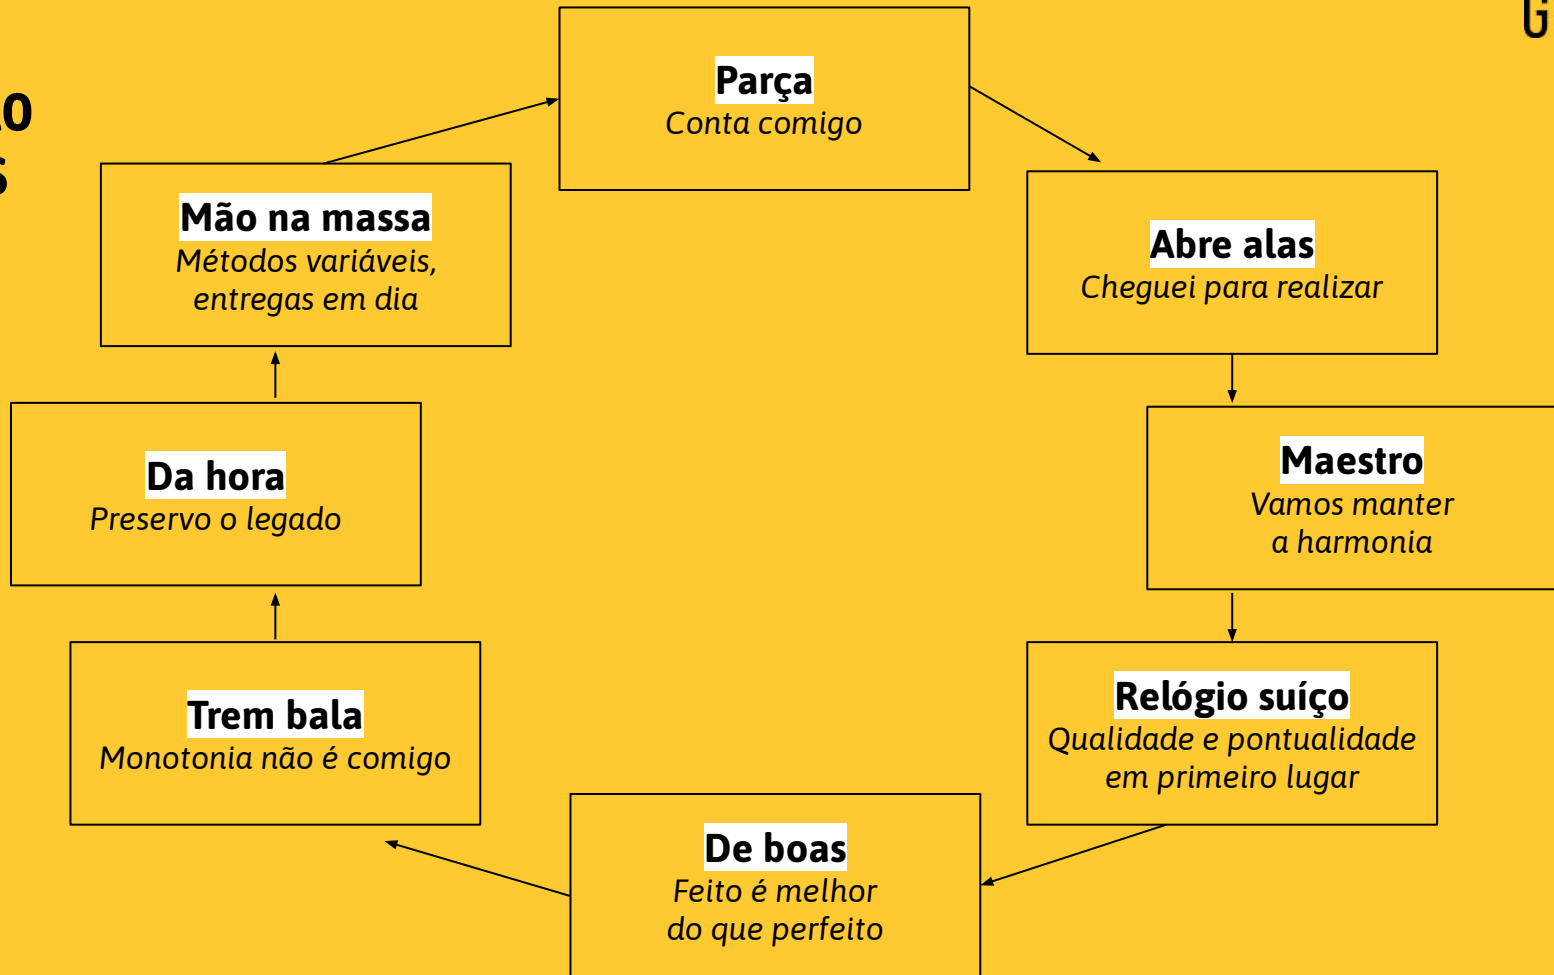 Parça
Conta comigo
Mão na massa
Métodos variáveis,
entregas em dia
Abre alas
Cheguei para realizar
Da hora
Preservo o legado
Maestro
Vamos manter
a harmonia
Trem bala
Monotonia não é comigo
Relógio suíço
Qualidade e pontualidade
em primeiro lugar
De boas
Feito é melhor
do que perfeito